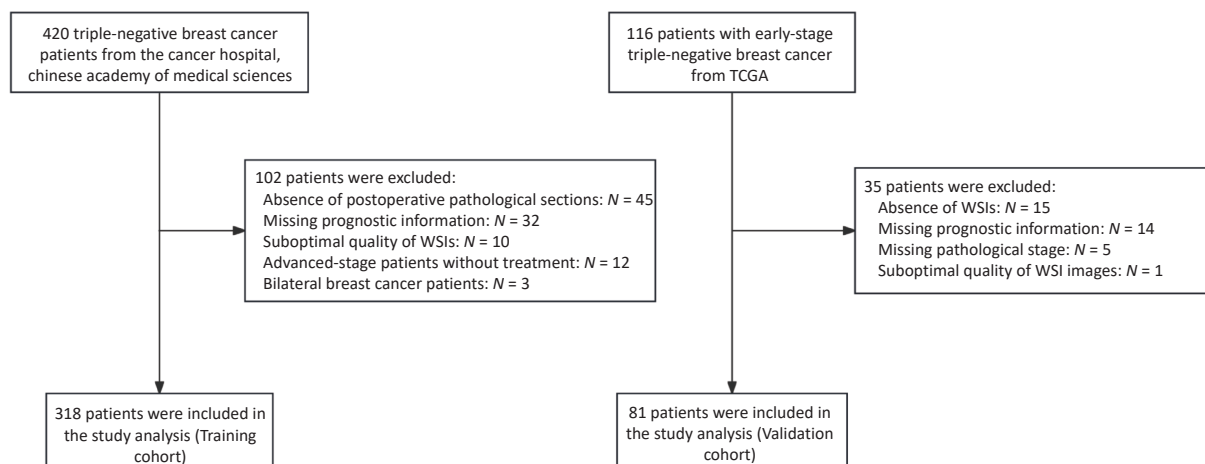 420 triple-negative breast cancer
patients from the cancer hospital,
chinese academy of medical sciences
116 patients with early-stage
triple-negative breast cancer
from TCGA
102 patients were excluded:
Absence of postoperative pathological sections: N = 45
Missing prognostic information: N = 32
Suboptimal quality of WSIs: N = 10
Advanced-stage patients without treatment: N = 12
Bilateral breast cancer patients: N = 3
35 patients were excluded:
Absence of WSIs: N = 15
Missing prognostic information: N = 14
Missing pathological stage: N = 5
Suboptimal quality of WSI images: N = 1
318 patients were included in
the study analysis (Training
cohort)
81 patients were included in
the study analysis (Validation
cohort)